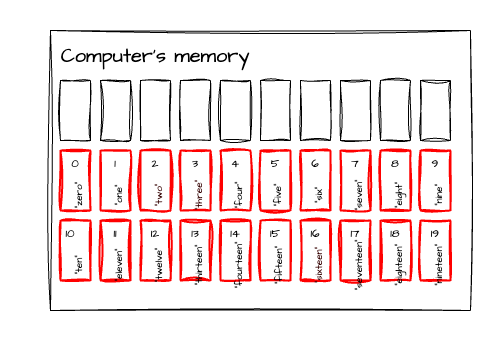 Computer's memory
0 1 2 3 4 5 6 7 8 9
"zero" "one" "two" "three" "four" "five" "six" "seven" "eight" "nine"
10 11 12 13 14 15 16 17 18 19
"ten" "eleven" "twelve" "thirteen" "fourteen" "fifteen" "sixteen" "seventeen" "eighteen" "nineteen"